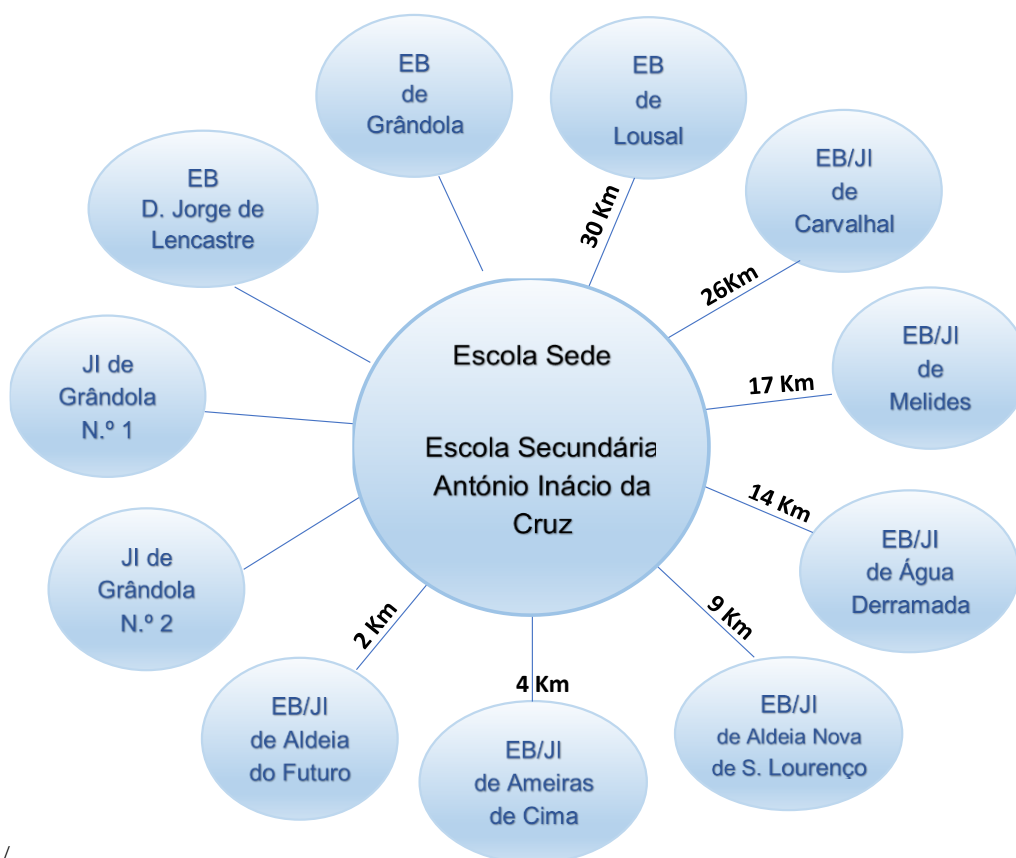 EB
de
Grândola
EB
de
Lousal
EB/JI
de
Carvalhal
EB/JI
de
Melides
EB/JI
de Água
Derramada
EB/JI
de Aldeia Nova
de S. Lourenço
EB/JI
de Ameiras
de Cima
EB/JI
de Aldeia
do Futuro
JI de
Grândola
N.º 2
JI de
Grândola
N.º 1
EB
D. Jorge de
Lencastre
Escola Sede
Escola Secundária
António Inácio da
Cruz
30 Km
26Km
17 Km
14 Km
9 Km
4 Km
2 Km
/